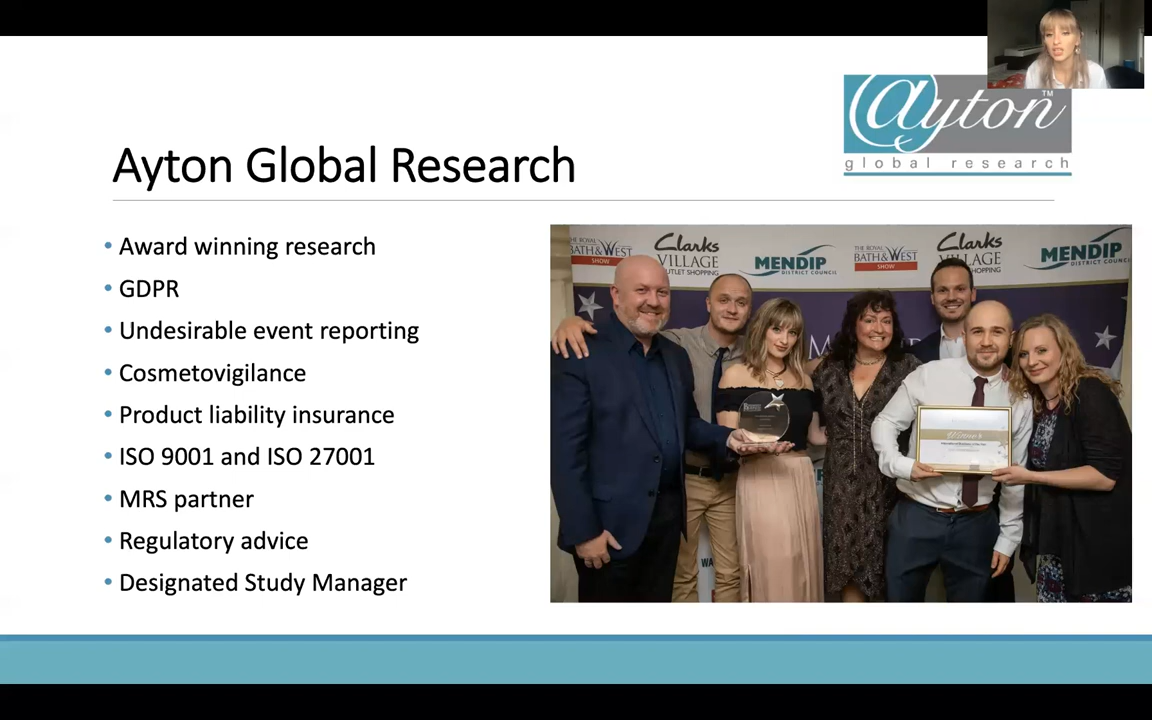 Ayton Global Research
@yton™
global research
• Award winning research
• GDPR
• Undesirable event reporting
• Cosmetovigilance
• Product liability insurance
• ISO 9001 and ISO 27001
• MRS partner
• Regulatory advice
• Designated Study Manager
THE ROYAL
BATH & WEST
SHOW
Clarks
VILLAGE
OUTLET SHOPPING
MENDIP
DISTRICT COUNCIL
THE ROYAL
BATH & WEST
SHOW
Clarks
VILLAGE
SHOPPING
MENDIP
DISTRICT COUNCIL
Winner